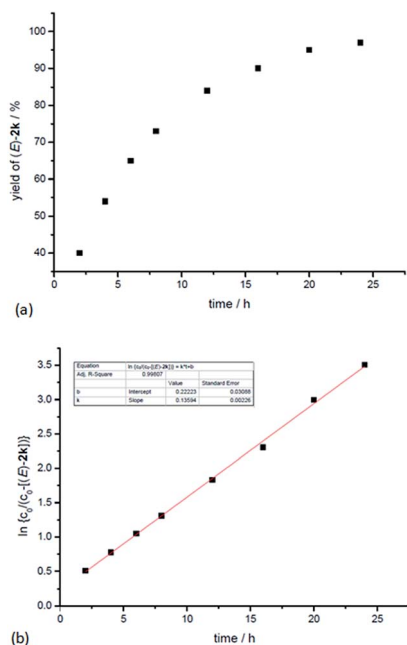 100
90
80
70
60
50
40
yield of (E)-2k / %
0 5 10 15 20 25
time / h
(a)
3.5
3.0
2.5
2.0
1.5
1.0
0.5
0.0
ln {c₀/(c₀-[(E)-2k])}
Equation ln {c₀/(c₀-[(E)-2k])} = k*t+b
Adj. R-Square 0.99807
Value Standard Error
b Intercept 0.22223 0.03088
k Slope 0.13594 0.00226
0 5 10 15 20 25
time / h
(b)